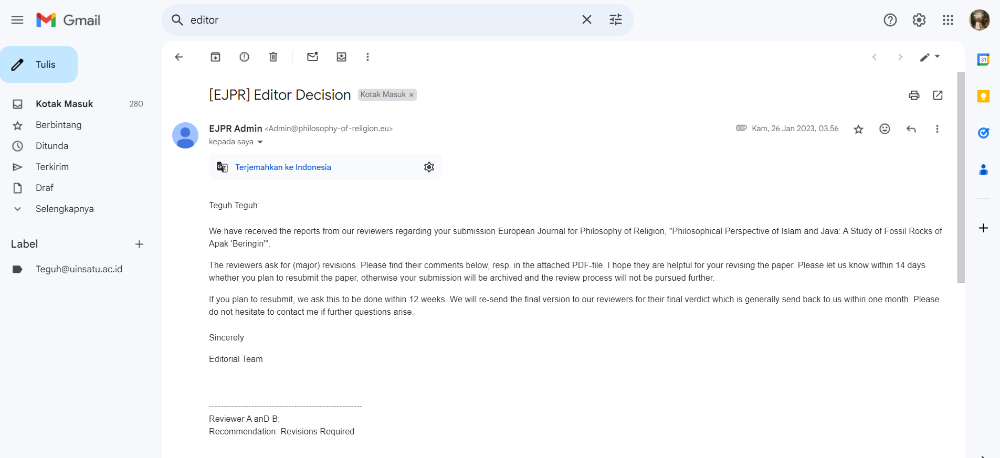 Gmail
editor
Tulis
Kotak Masuk 280
Berbintang
Ditunda
Terkirim
Draf
Selengkapnya
Label
Teguh@uinsatu.ac.id
[EJPR] Editor Decision Kotak Masuk ×
EJPR Admin <Admin@philosophy-of-religion.eu>
Kam, 26 Jan 2023, 03.56
kepada saya
Terjemahkan ke Indonesia
Teguh Teguh:
We have received the reports from our reviewers regarding your submission European Journal for Philosophy of Religion, "Philosophical Perspective of Islam and Java: A Study of Fossil Rocks of
Apak 'Beringin'".
The reviewers ask for (major) revisions. Please find their comments below, resp. in the attached PDF-file. I hope they are helpful for your revising the paper. Please let us know within 14 days
whether you plan to resubmit the paper, otherwise your submission will be archived and the review process will not be pursued further.
If you plan to resubmit, we ask this to be done within 12 weeks. We will re-send the final version to our reviewers for their final verdict which is generally send back to us within one month. Please
do not hesitate to contact me if further questions arise.
Sincerely
Editorial Team
------------------------------------------------------
Reviewer A anD B:
Recommendation: Revisions Required
31